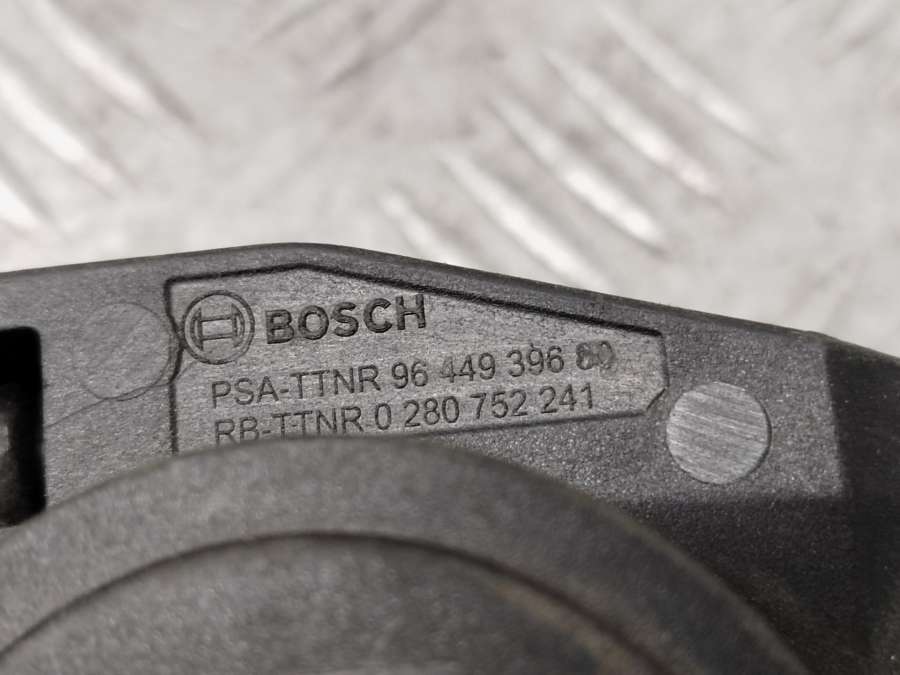 BOSCH
PSA-TTNR 96 449 396 80
RB-TTNR 0 280 752 241